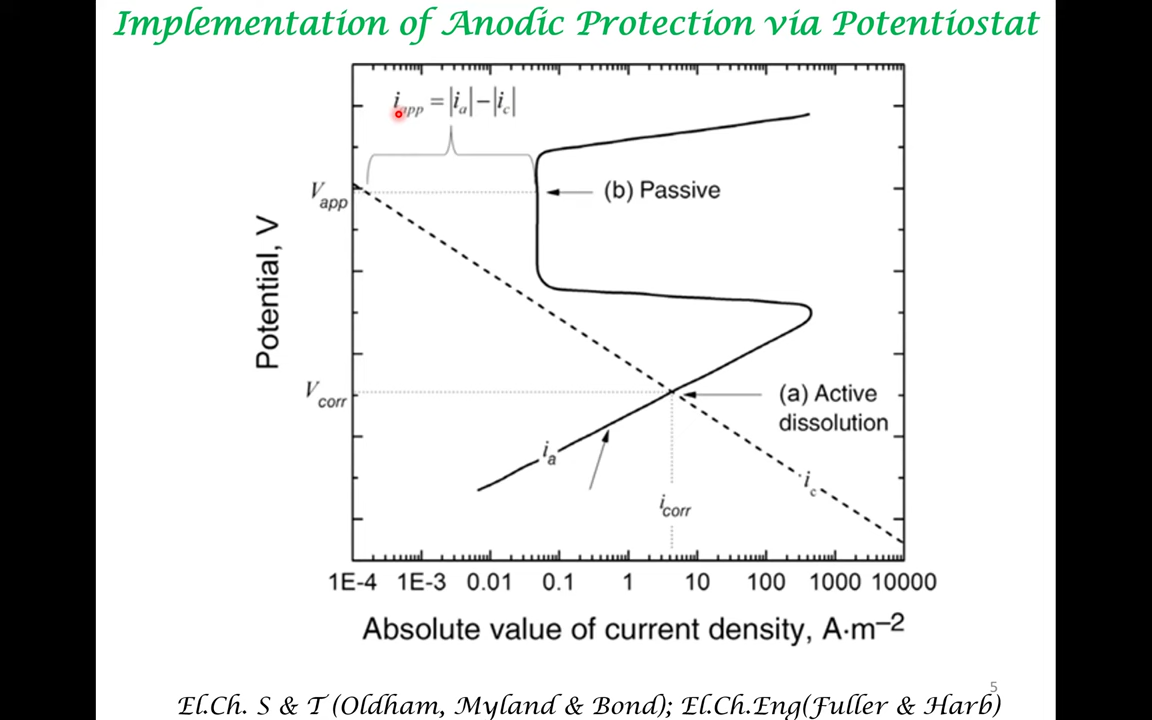 Implementation of Anodic Protection via Potentiostat
i_app = |i_a| − |i_c|
V_app
(b) Passive
Potential, V
V_corr
(a) Active
dissolution
i_a
i_c
i_corr
1E-4 1E-3 0.01 0.1 1 10 100 1000 10000
Absolute value of current density, A·m⁻²
5
El.Ch. S & T (Oldham, Myland & Bond); El.Ch.Eng(Fuller & Harb)